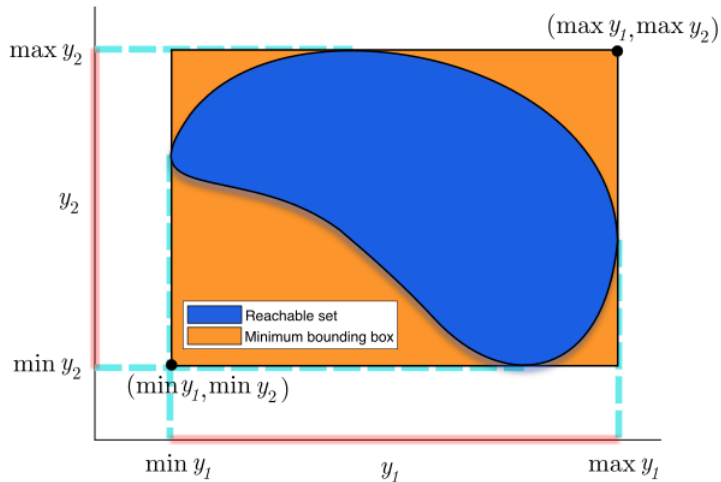 (max y₁, max y₂)
max y₂
y₂
Reachable set
Minimum bounding box
min y₂
(min y₁, min y₂)
min y₁
y₁
max y₁